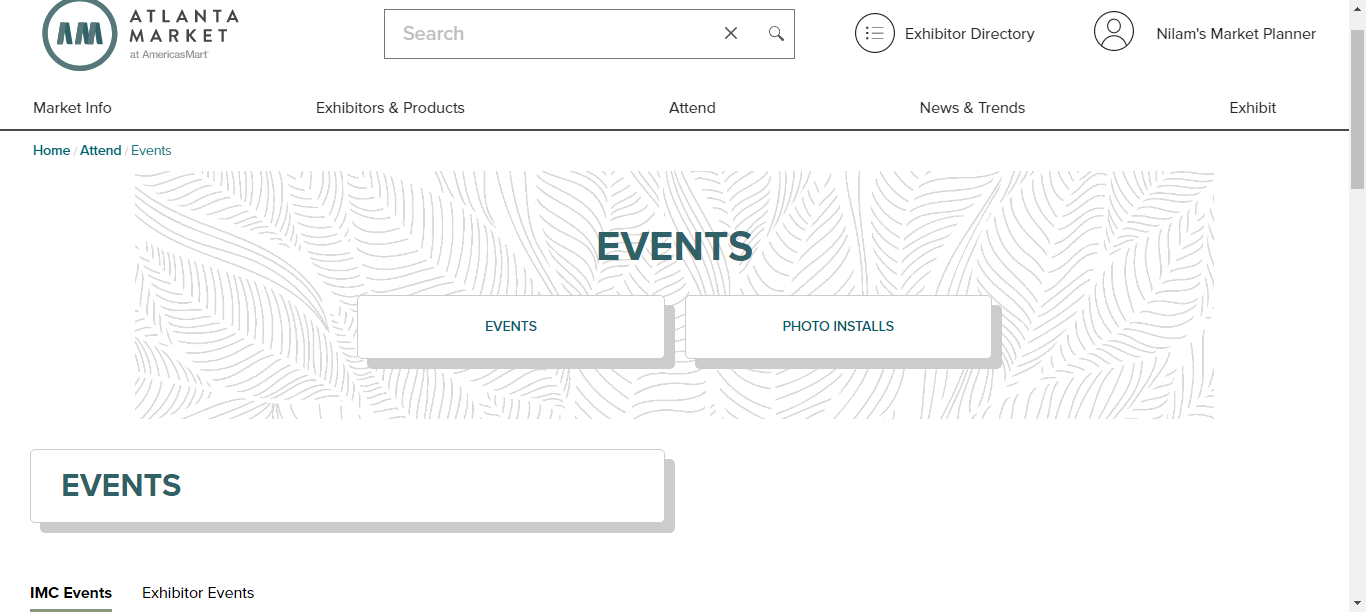 ATLANTA
MARKET
at AmericasMart
Search
Exhibitor Directory
Nilam's Market Planner
Market Info
Exhibitors & Products
Attend
News & Trends
Exhibit
Home / Attend / Events
EVENTS
EVENTS
PHOTO INSTALLS
EVENTS
IMC Events
Exhibitor Events